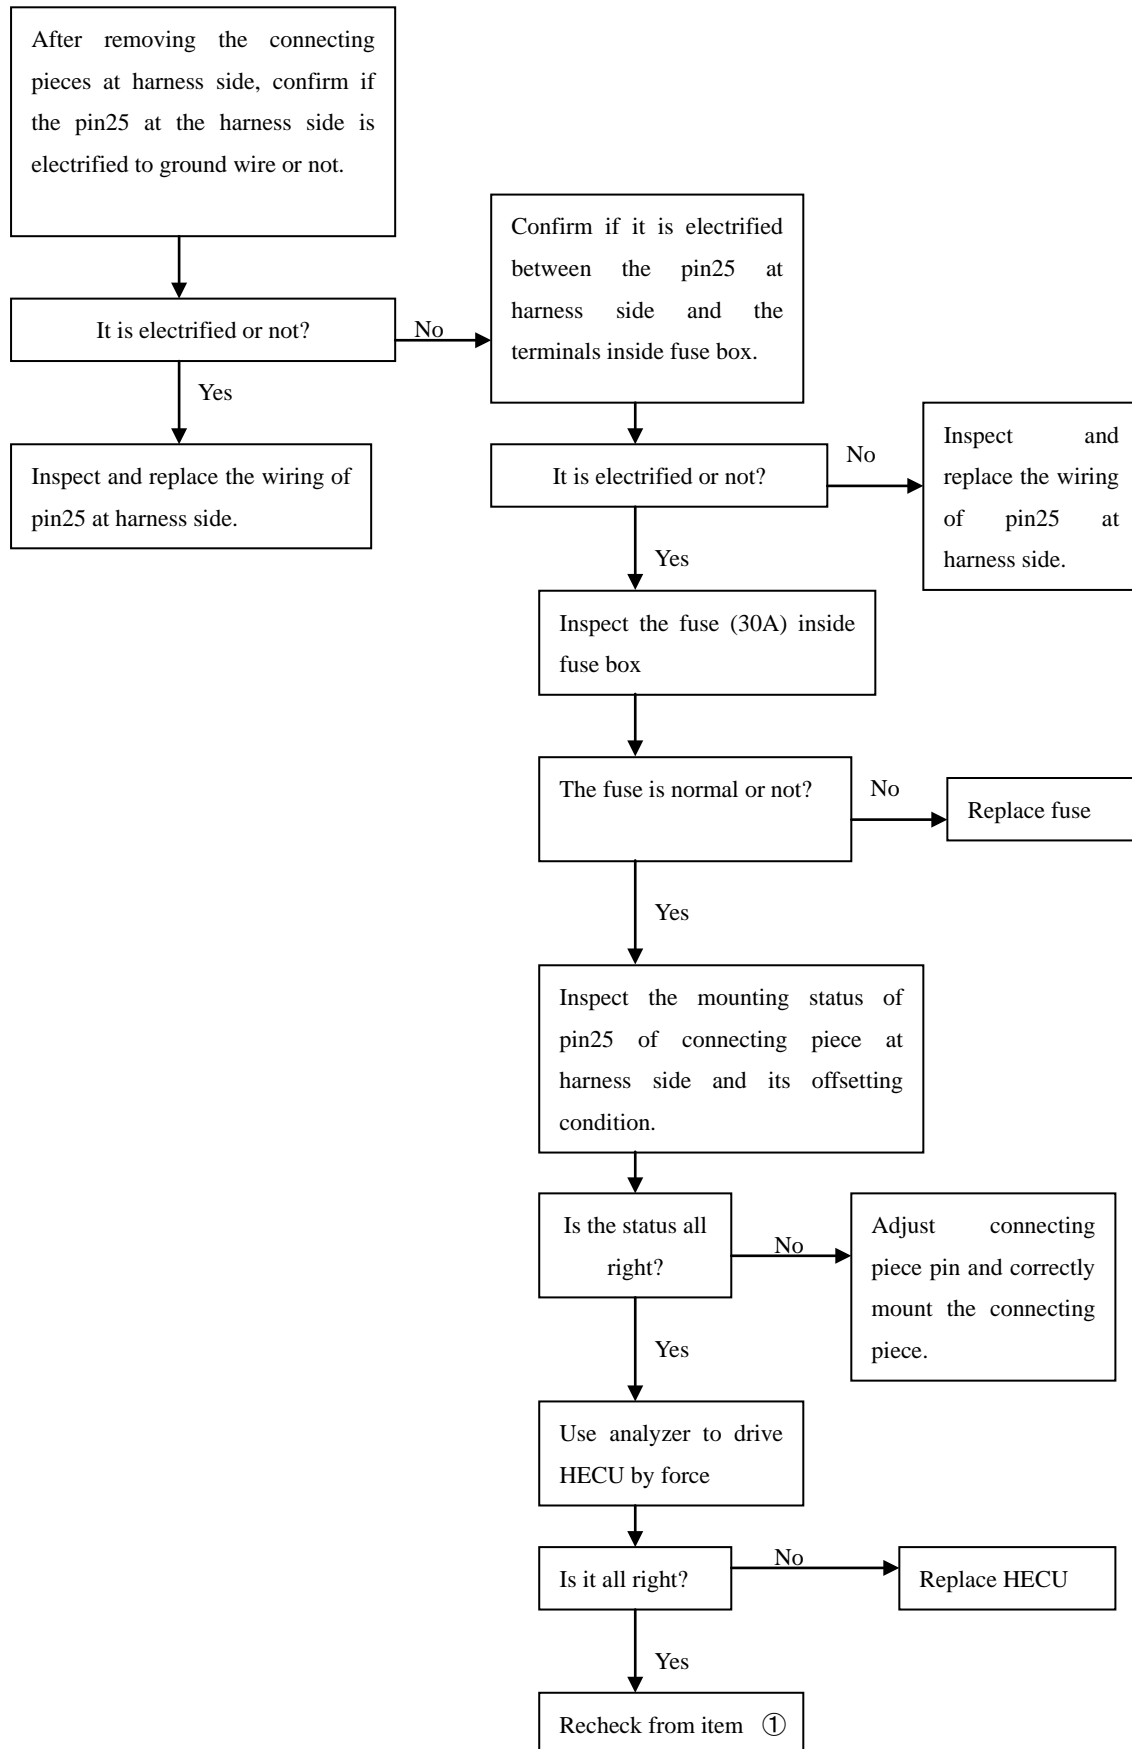 After removing the connecting
pieces at harness side, confirm if
the pin25 at the harness side is
electrified to ground wire or not.
Confirm if it is electrified
between the pin25 at
harness side and the
terminals inside fuse box.
It is electrified or not?
No
Yes
Inspect and replace the wiring of
pin25 at harness side.
It is electrified or not?
No
Inspect and
replace the wiring
of pin25 at
harness side.
Yes
Inspect the fuse (30A) inside
fuse box
The fuse is normal or not?
No
Replace fuse
Yes
Inspect the mounting status of
pin25 of connecting piece at
harness side and its offsetting
condition.
Is the status all
right?
No
Adjust connecting
piece pin and correctly
mount the connecting
piece.
Yes
Use analyzer to drive
HECU by force
Is it all right?
No
Replace HECU
Yes
Recheck from item ①